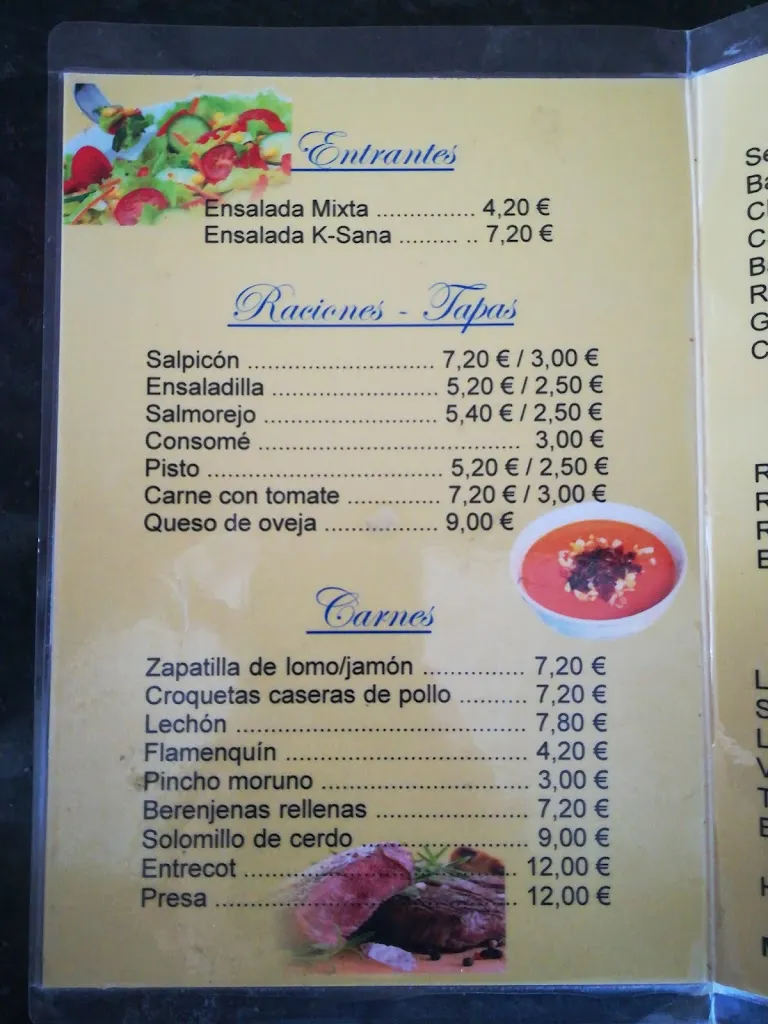 Entrantes
Ensalada Mixta ............... 4,20 €
Ensalada K-Sana ......... .. 7,20 €
Raciones - Tapas
Salpicón ............................ 7,20 € / 3,00 €
Ensaladilla ......................... 5,20 € / 2,50 €
Salmorejo .......................... 5,40 € / 2,50 €
Consomé ....................................... 3,00 €
Pisto ................................... 5,20 € / 2,50 €
Carne con tomate .............. 7,20 € / 3,00 €
Queso de oveja ................. 9,00 €
Carnes
Zapatilla de lomo/jamón ............... 7,20 €
Croquetas caseras de pollo .......... 7,20 €
Lechón ............................................ 7,80 €
Flamenquín .................................... 4,20 €
Pincho moruno ............................... 3,00 €
Berenjenas rellenas ....................... 7,20 €
Solomillo de cerdo ......................... 9,00 €
Entrecot ......................................... 12,00 €
Presa ............................................. 12,00 €